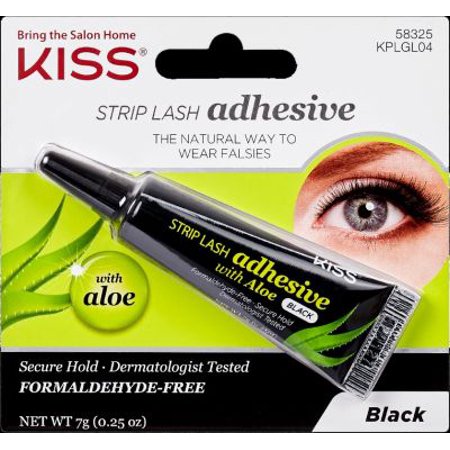 Bring the Salon Home
58325
KISS®
KPLGL04
STRIP LASH adhesive
THE NATURAL WAY TO
WEAR FALSIES
with
aloe
STRIP LASH
adhesive
with Aloe
BLACK
Formaldehyde-Free · Secure Hold
Dermatologist Tested
KISS
Secure Hold · Dermatologist Tested
FORMALDEHYDE-FREE
NET WT 7g (0.25 oz)
Black